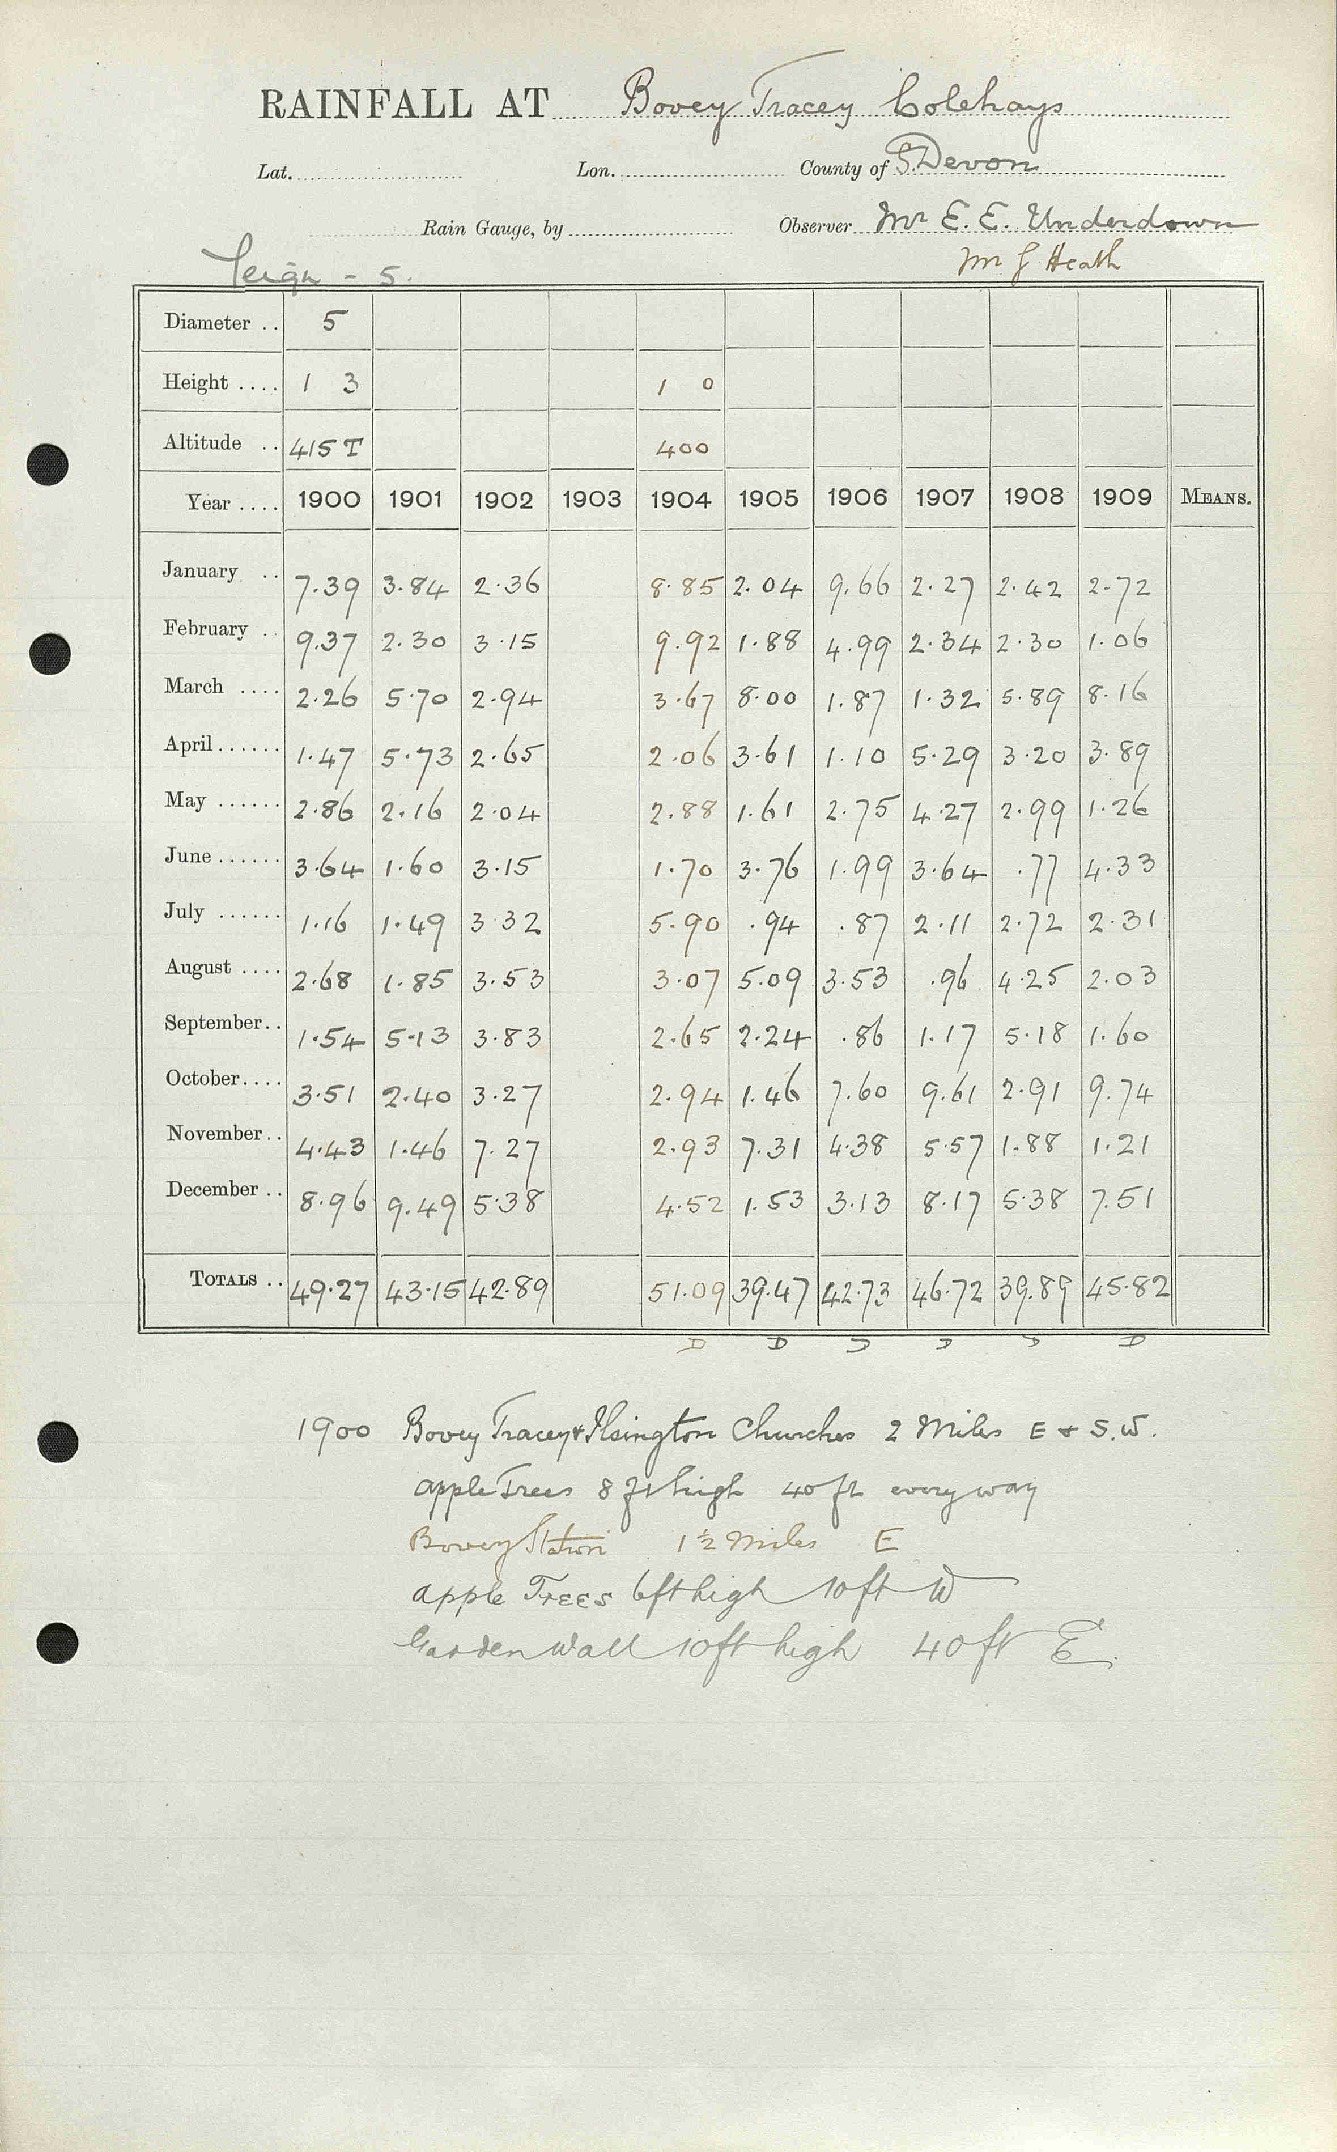 RAINFALL AT Bovey Tracey Colehays
Lat. Lon. County of S. Devon
Rain Gauge, by Observer Mr E. E. Underdown
Mr J Heath
Teign - 5.
Diameter .. 5
Height .... 1 3 1 0
Altitude .. 415 T 400
Year .... 1900 1901 1902 1903 1904 1905 1906 1907 1908 1909 MEANS.
January .. 7.39 3.84 2.36 8.85 2.04 9.66 2.27 2.42 2.72
February .. 9.37 2.30 3.15 9.92 1.88 4.99 2.34 2.30 1.06
March .... 2.26 5.70 2.94 3.67 8.00 1.87 1.32 5.89 8.16
April ...... 1.47 5.73 2.65 2.06 3.61 1.10 5.29 3.20 3.89
May ...... 2.86 2.16 2.04 2.88 1.61 2.75 4.27 2.99 1.26
June ...... 3.64 1.60 3.15 1.70 3.76 1.99 3.64 .77 4.33
July ...... 1.16 1.49 3.32 5.90 .94 .87 2.11 2.72 2.31
August .... 2.68 1.85 3.53 3.07 5.09 3.53 .96 4.25 2.03
September.. 1.54 5.13 3.83 2.65 2.24 .86 1.17 5.18 1.60
October.... 3.51 2.40 3.27 2.94 1.46 7.60 9.61 2.91 9.74
November.. 4.43 1.46 7.27 2.93 7.31 4.38 5.57 1.88 1.21
December .. 8.96 9.49 5.38 4.52 1.53 3.13 8.17 5.38 7.51
TOTALS .. 49.27 43.15 42.89 51.09 39.47 42.73 46.72 39.89 45.82
D D D D D D
1900 Bovey Tracey & Ilsington Churches 2 Miles E & S.W.
apple Trees 8 ft high 40 ft every way
Bovey Station 1½ Miles E
apple Trees 6ft high 10ft W
Garden Wall 10ft high 40ft E.